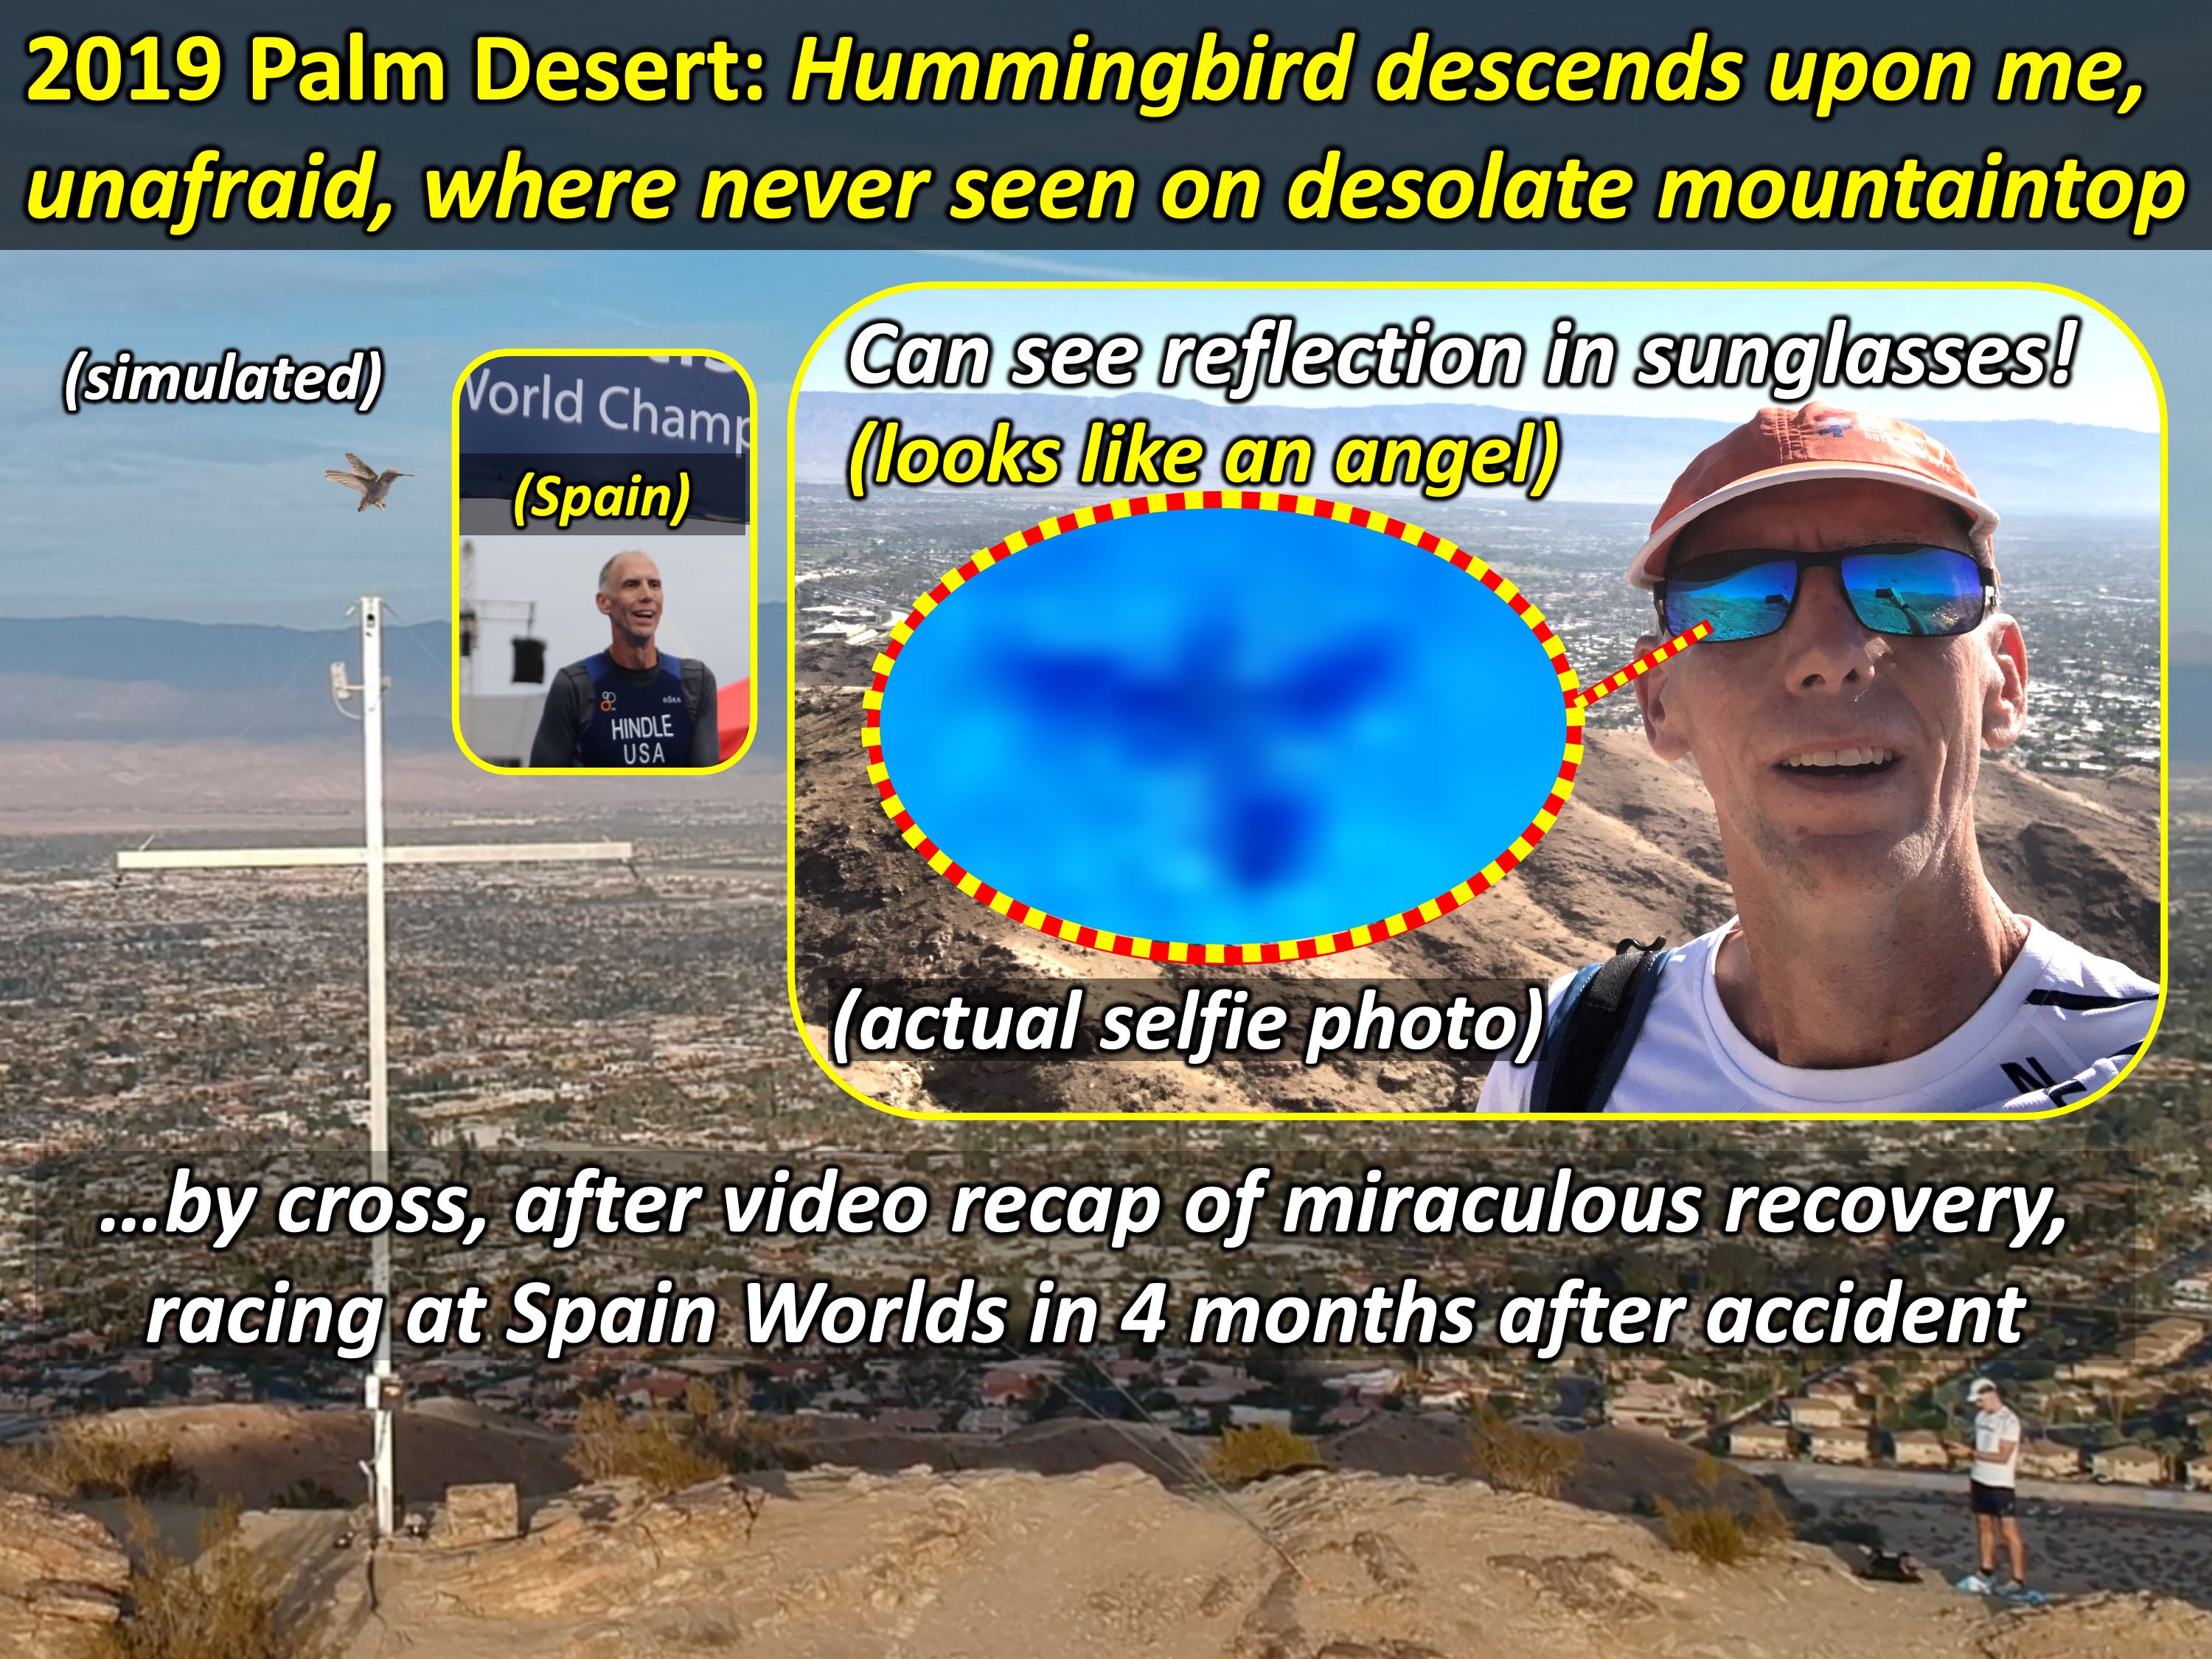 2019 Palm Desert: Hummingbird descends upon me,
unafraid, where never seen on desolate mountaintop
(simulated)
World Champ
(Spain)
RÓKA
HINDLE
USA
Can see reflection in sunglasses!
(looks like an angel)
(actual selfie photo)
...by cross, after video recap of miraculous recovery,
racing at Spain Worlds in 4 months after accident